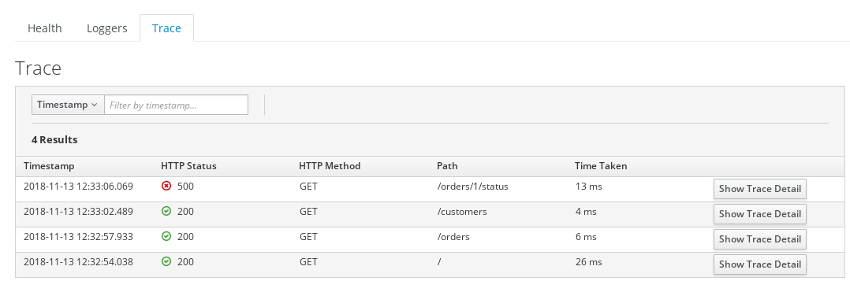 Health Loggers Trace
Trace
Timestamp Filter by timestamp...
4 Results
Timestamp HTTP Status HTTP Method Path Time Taken
2018-11-13 12:33:06.069 500 GET /orders/1/status 13 ms Show Trace Detail
2018-11-13 12:33:02.489 200 GET /customers 4 ms Show Trace Detail
2018-11-13 12:32:57.933 200 GET /orders 6 ms Show Trace Detail
2018-11-13 12:32:54.038 200 GET / 26 ms Show Trace Detail